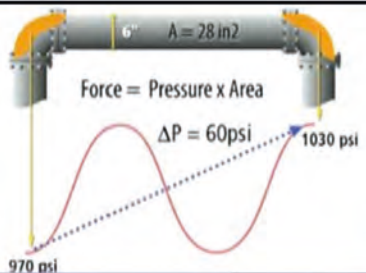 6" A = 28 in2
Force = Pressure x Area
ΔP = 60psi
1030 psi
970 psi